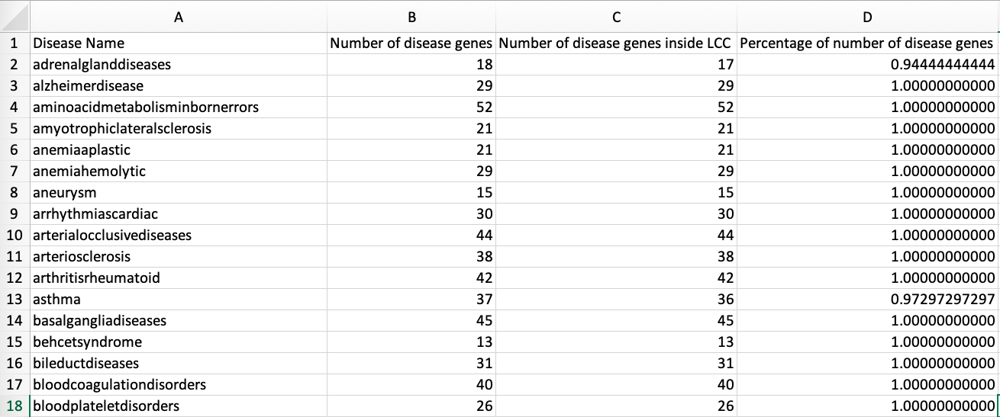 A B C D
1 Disease Name Number of disease genes Number of disease genes inside LCC Percentage of number of disease genes
2 adrenalglanddiseases 18 17 0.94444444444
3 alzheimerdisease 29 29 1.00000000000
4 aminoacidmetabolisminbornerrors 52 52 1.00000000000
5 amyotrophiclateralsclerosis 21 21 1.00000000000
6 anemiaaplastic 21 21 1.00000000000
7 anemiahemolytic 29 29 1.00000000000
8 aneurysm 15 15 1.00000000000
9 arrhythmiascardiac 30 30 1.00000000000
10 arterialocclusivediseases 44 44 1.00000000000
11 arteriosclerosis 38 38 1.00000000000
12 arthritisrheumatoid 42 42 1.00000000000
13 asthma 37 36 0.97297297297
14 basalgangliadiseases 45 45 1.00000000000
15 behcetsyndrome 13 13 1.00000000000
16 bileductdiseases 31 31 1.00000000000
17 bloodcoagulationdisorders 40 40 1.00000000000
18 bloodplateletdisorders 26 26 1.00000000000